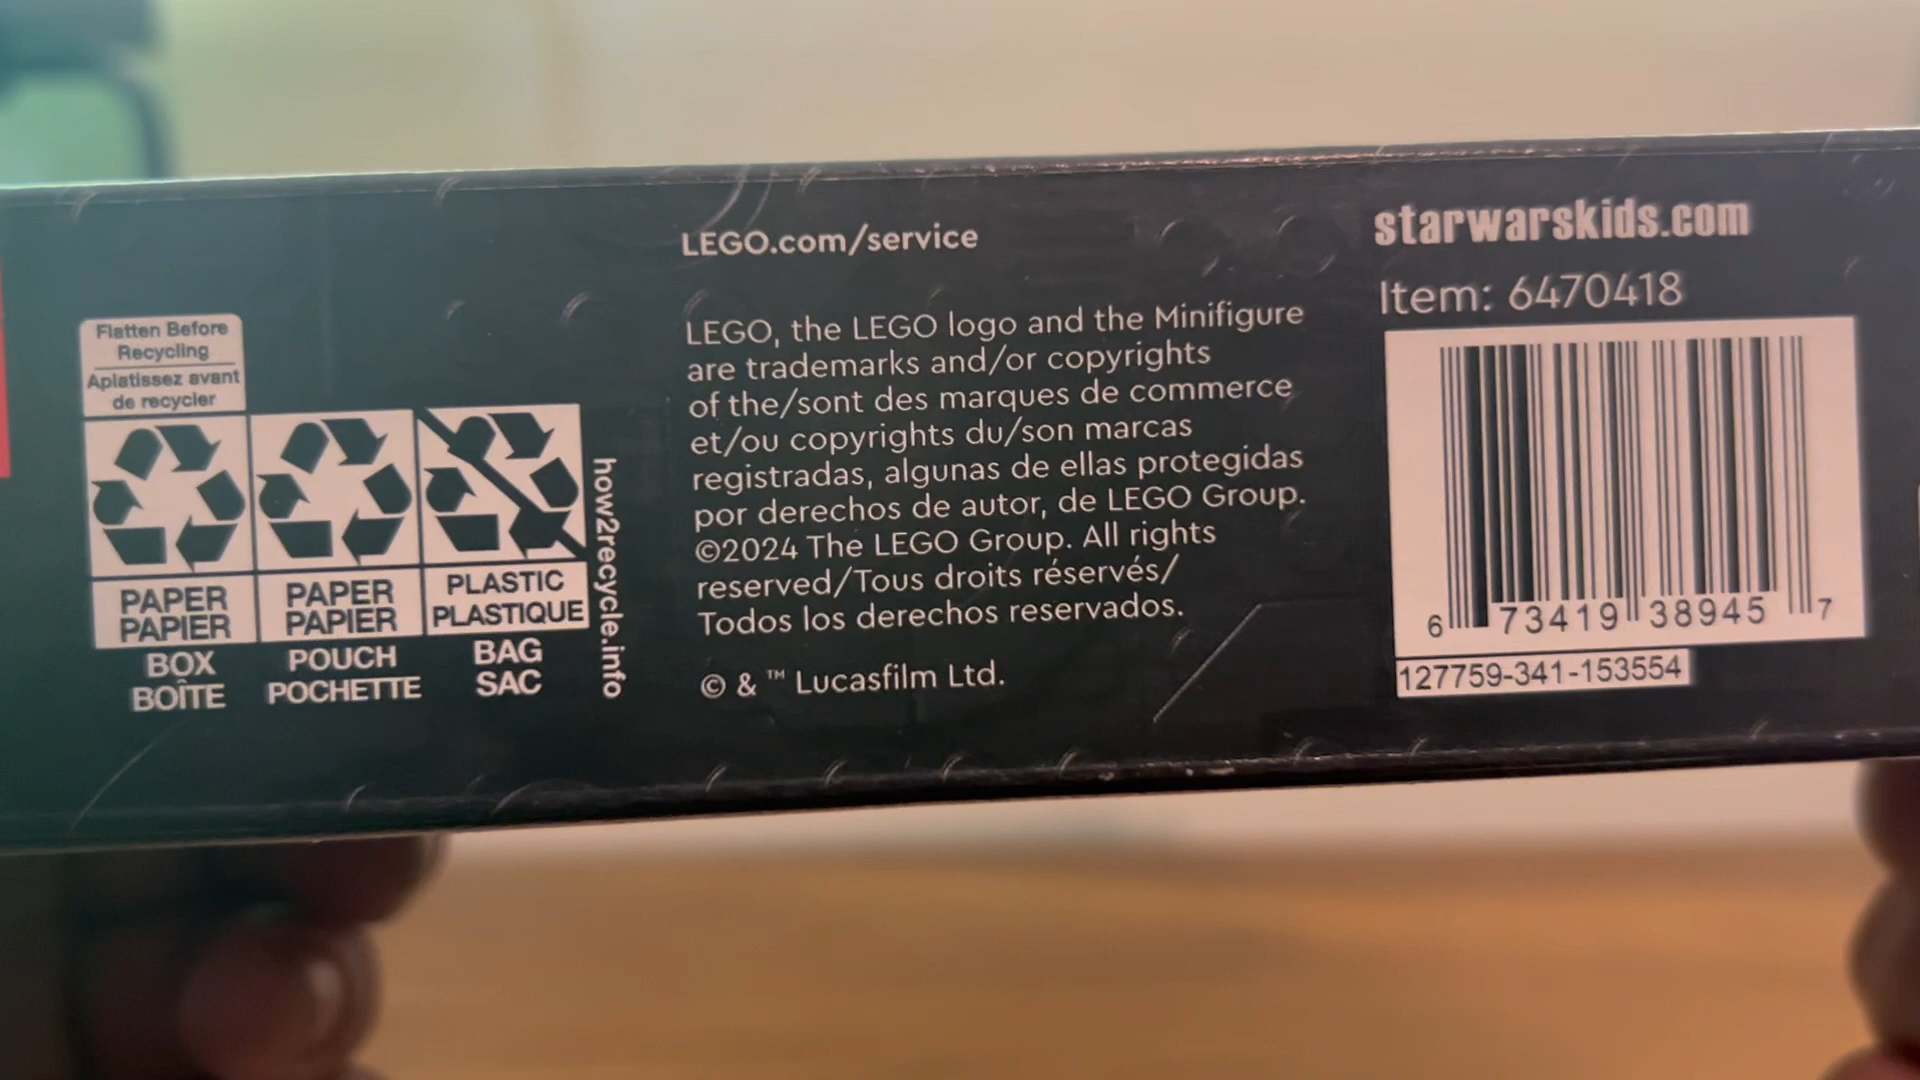 Flatten Before
Recycling
Aplatissez avant
de recycler
PAPER
PAPIER
BOX
BOÎTE
PAPER
PAPIER
POUCH
POCHETTE
PLASTIC
PLASTIQUE
BAG
SAC
how2recycle.info
LEGO.com/service
LEGO, the LEGO logo and the Minifigure
are trademarks and/or copyrights
of the/sont des marques de commerce
et/ou copyrights du/son marcas
registradas, algunas de ellas protegidas
por derechos de autor, de LEGO Group.
©2024 The LEGO Group. All rights
reserved/Tous droits réservés/
Todos los derechos reservados.
© & ™ Lucasfilm Ltd.
starwarskids.com
Item: 6470418
6 73419 38945 7
127759-341-153554